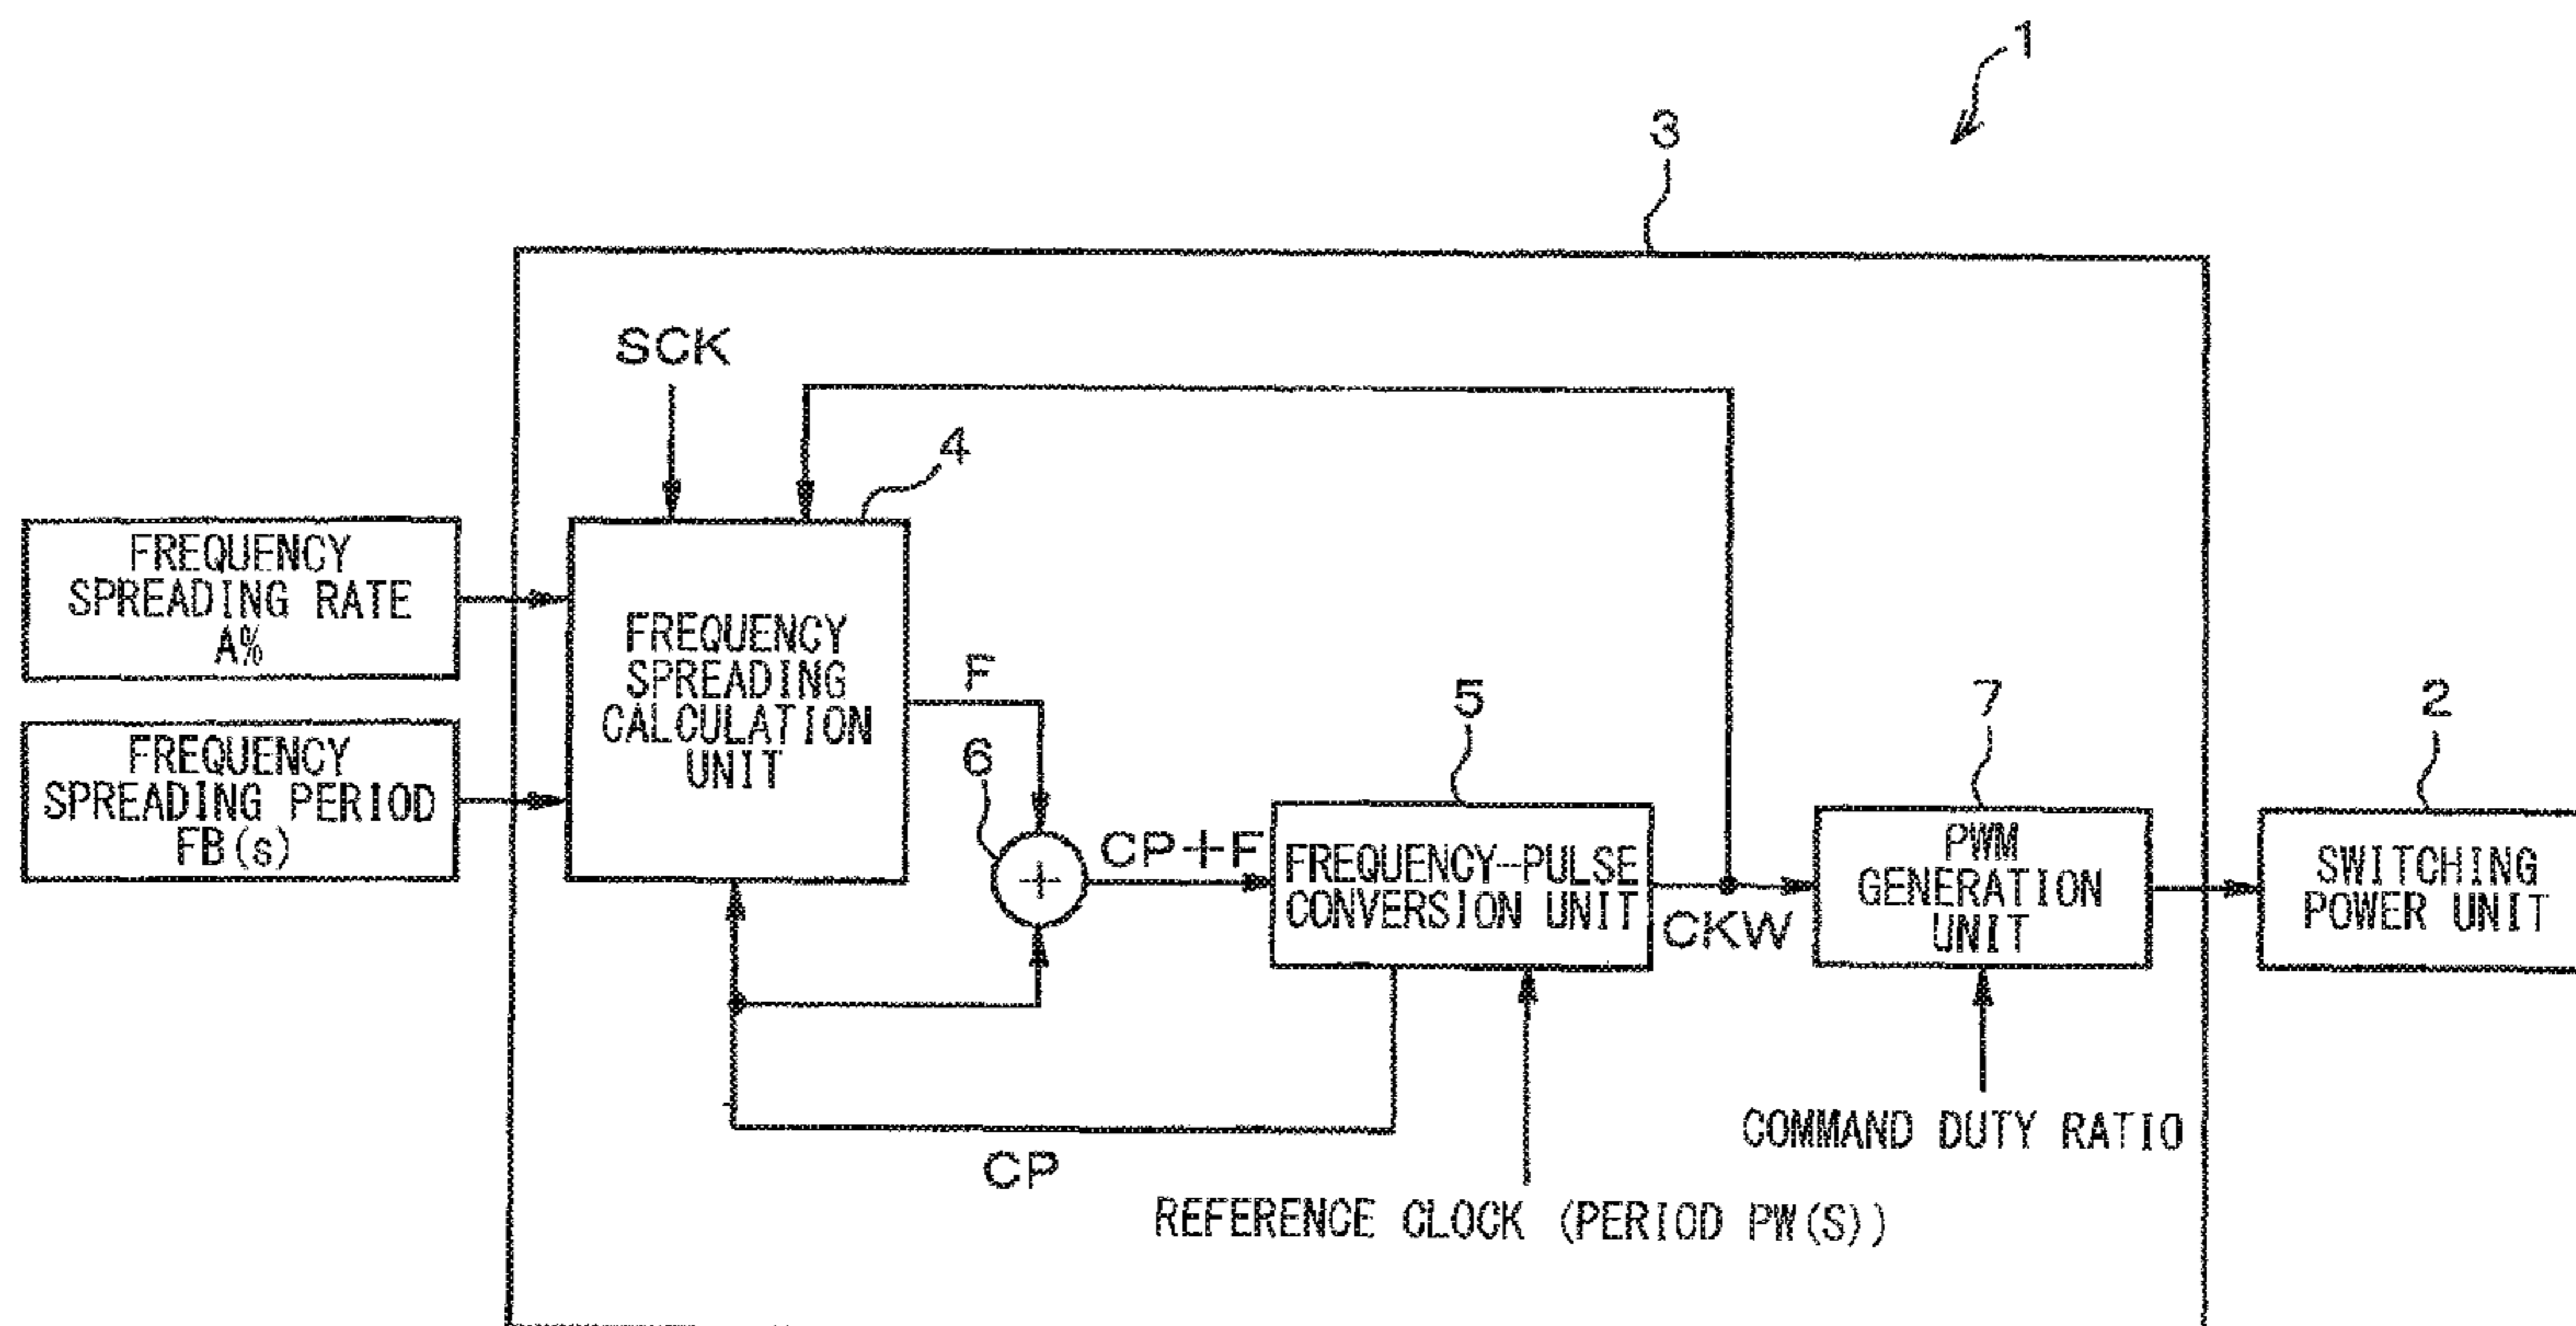 1
3
SCK
4
FREQUENCY
SPREADING RATE
A%
FREQUENCY
SPREADING PERIOD
FB(s)
FREQUENCY
SPREADING
CALCULATION
UNIT
F
6
+
CP+F
5
FREQUENCY-PULSE
CONVERSION UNIT
CKW
7
PWM
GENERATION
UNIT
2
SWITCHING
POWER UNIT
CP
REFERENCE CLOCK (PERIOD PW(S))
COMMAND DUTY RATIO